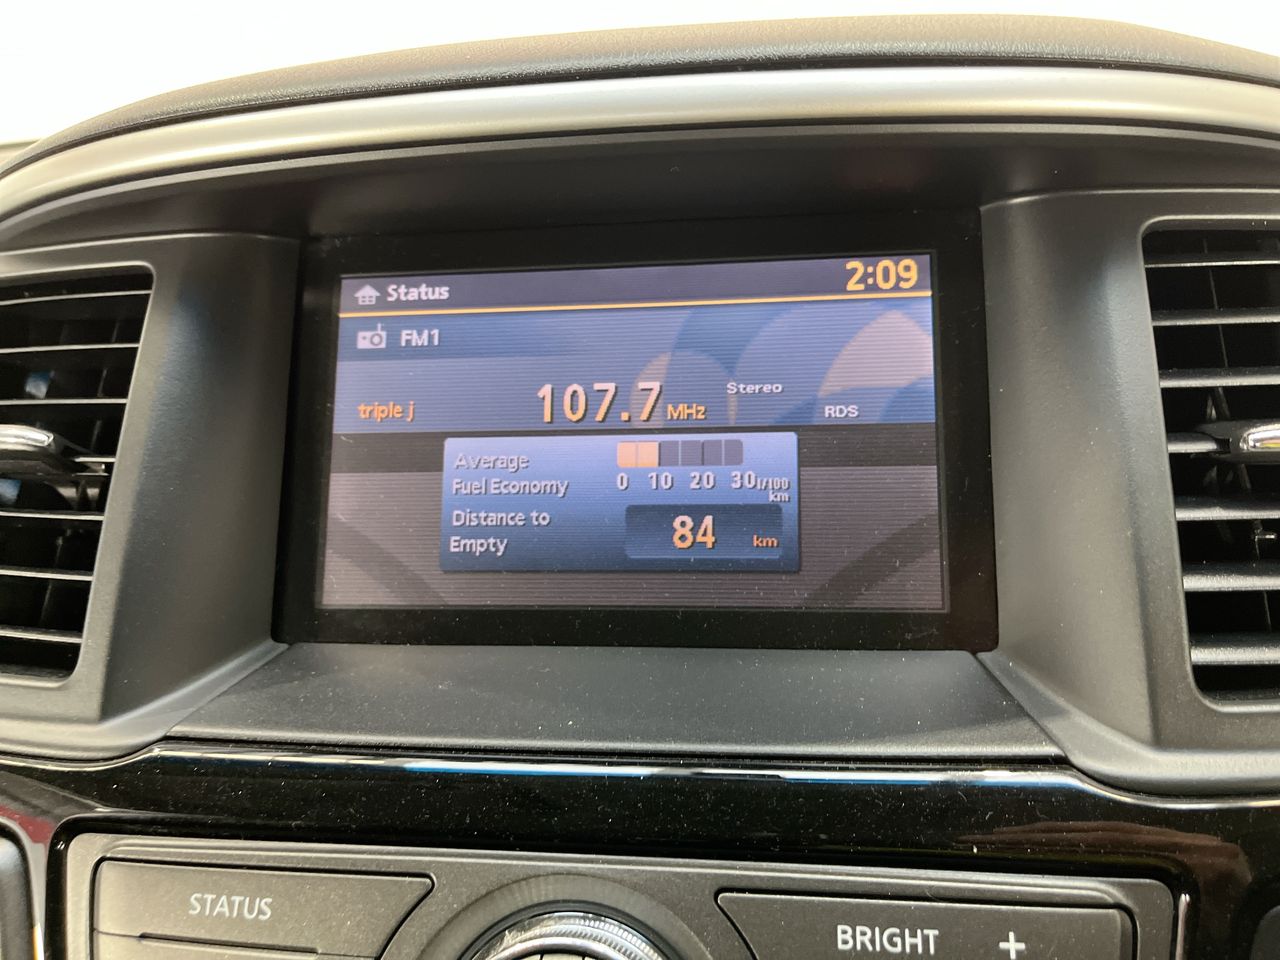 Status 2:09
FM1
triple j 107.7 MHz Stereo RDS
Average
Fuel Economy 0 10 20 30 l/100 km
Distance to
Empty 84 km
STATUS
BRIGHT +